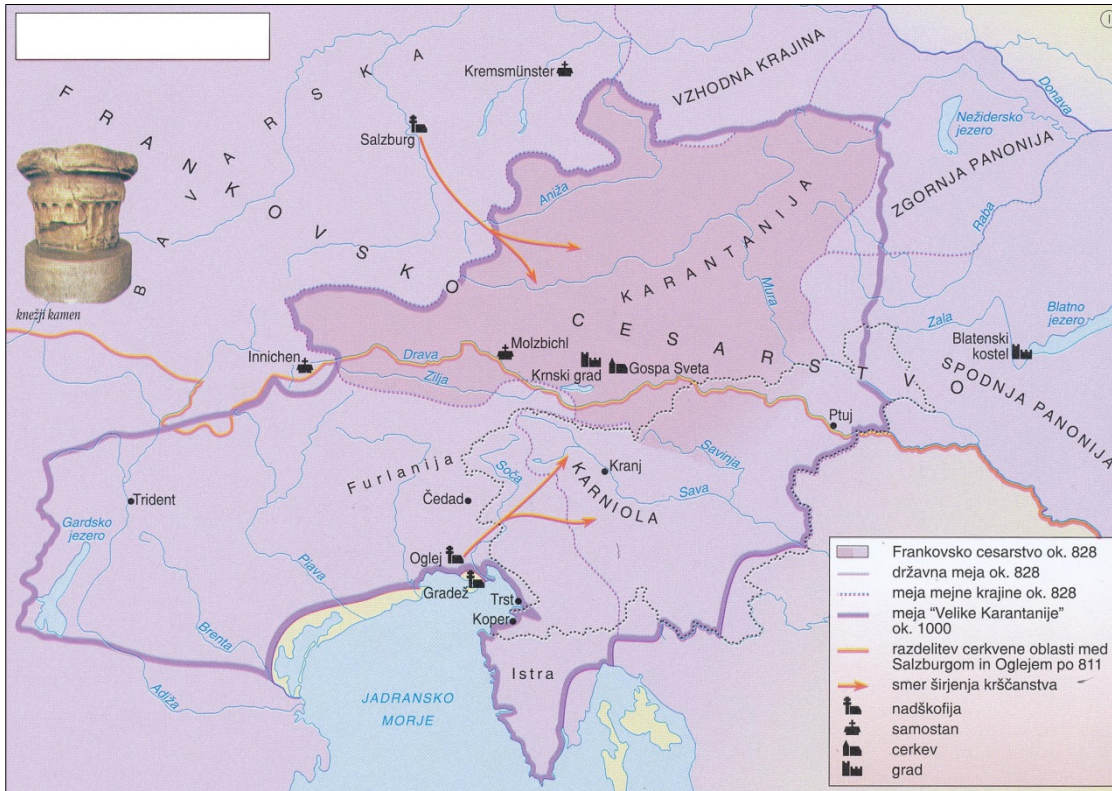 FRANKOVSKO CESARSTVO
BAVARSKA
Kremsmünster
VZHODNA KRAJINA
Donava
Nežidersko
jezero
Salzburg
ZGORNJA PANONIJA
Aniža
Raba
KARANTANIJA
Mura
knežji kamen
Blatno
jezero
Zala
Blatenski
kostel
Innichen
Drava
Molzbichl
Zilja
Krnski grad
Gospa Sveta
SPODNJA PANONIJA
Ptuj
Furlanija
Soča
Kranj
Savinja
KARNIOLA
Sava
Trident
Čedad
Gardsko
jezero
Oglej
Plava
Gradež
Trst
Koper
Brenta
Istra
Adiža
JADRANSKO
MORJE
Frankovsko cesarstvo ok. 828
državna meja ok. 828
meja mejne krajine ok. 828
meja “Velike Karantanije”
ok. 1000
razdelitev cerkvene oblasti med
Salzburgom in Oglejem po 811
smer širjenja krščanstva
nadškofija
samostan
cerkev
grad